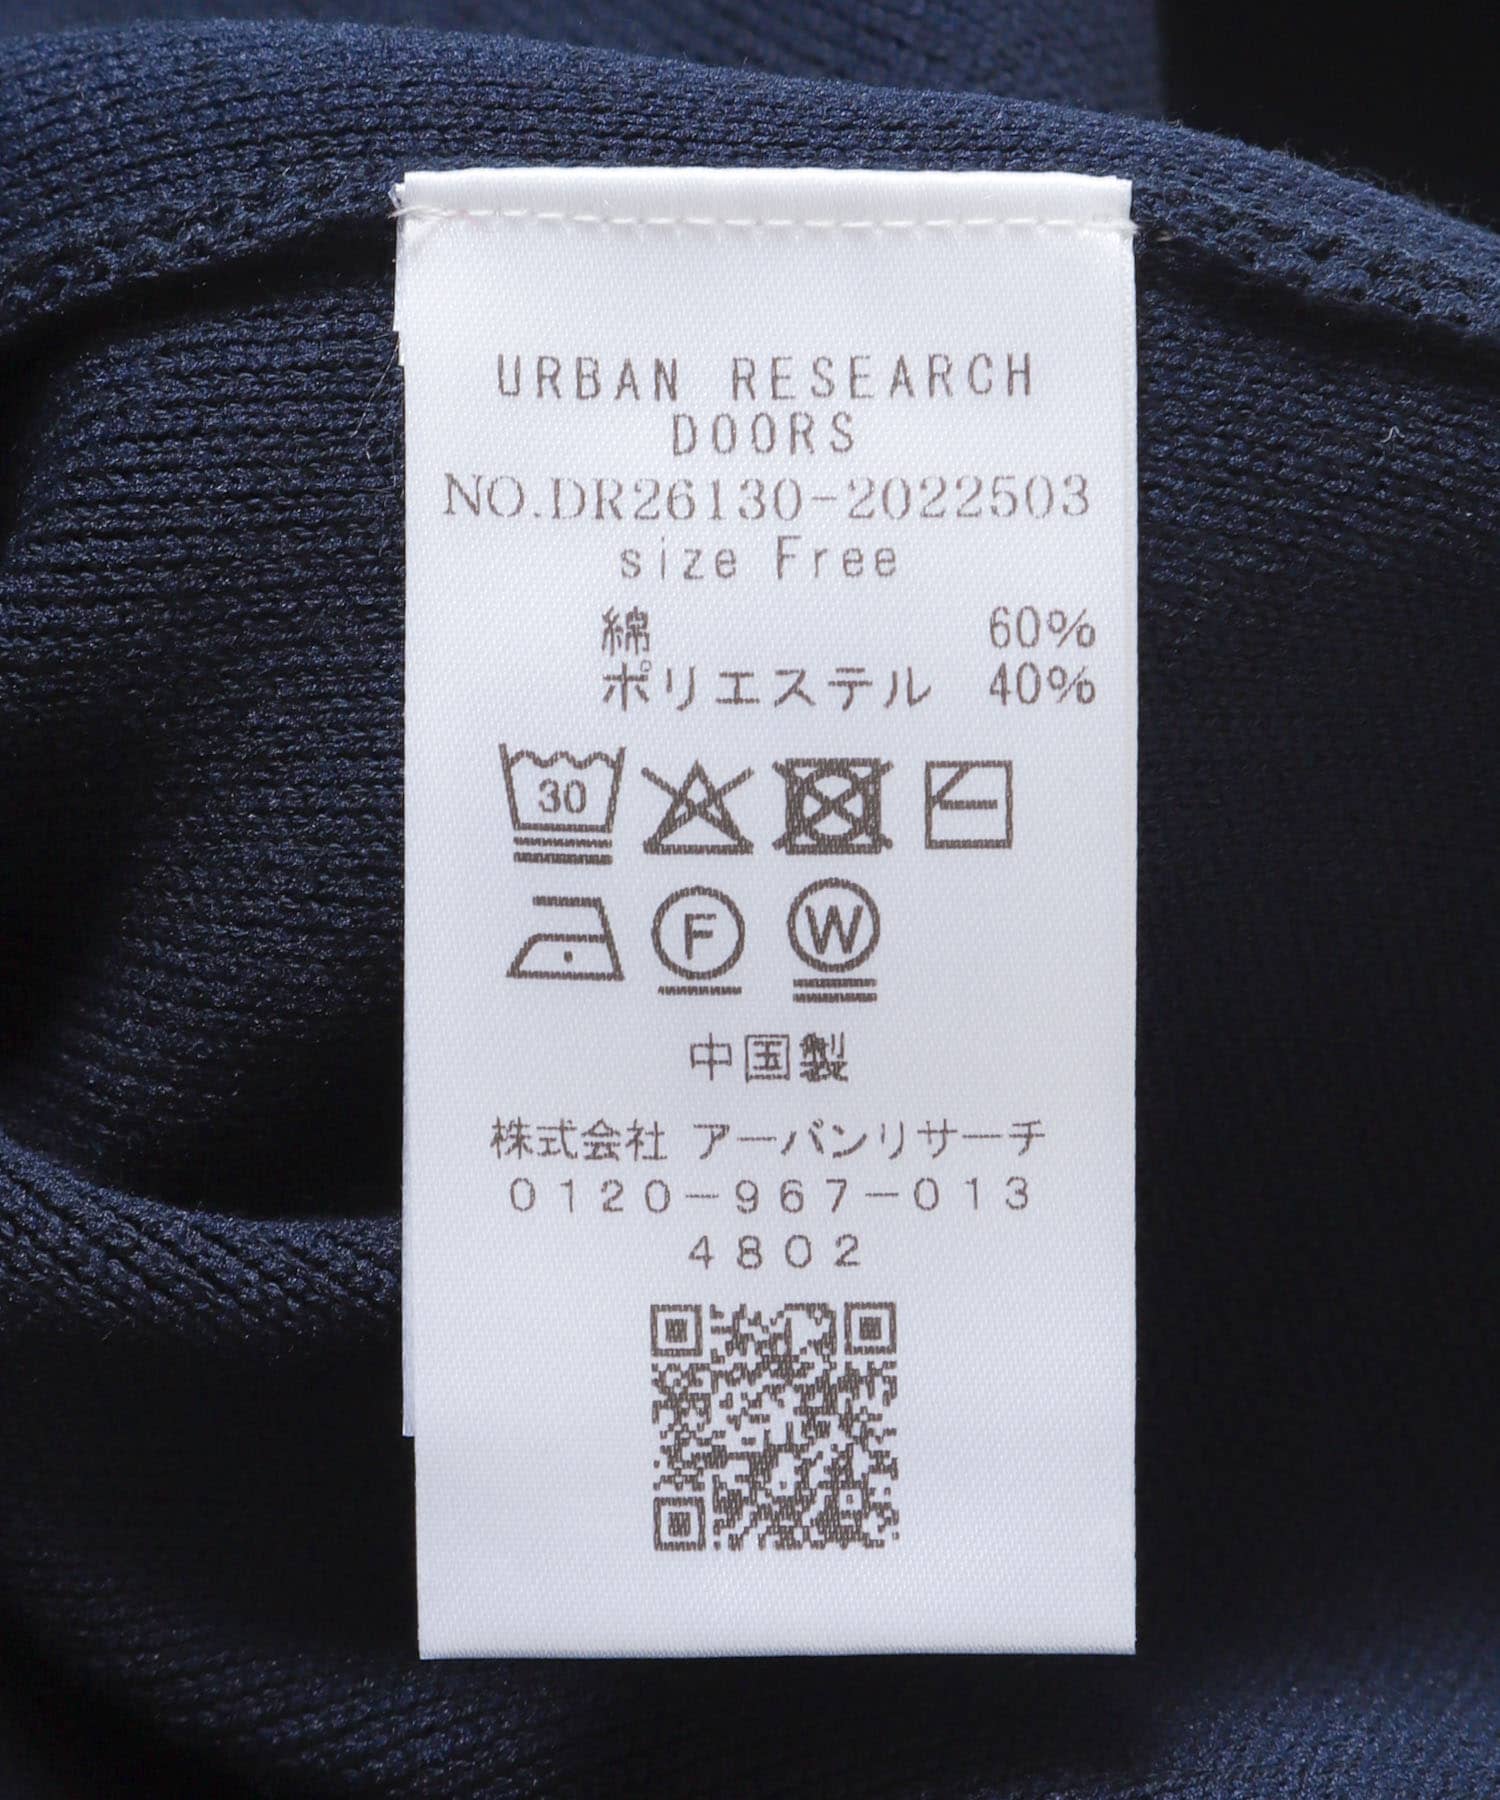 URBAN RESEARCH
DOORS
NO.DR26130-2022503
size Free
綿 60%
ポリエステル 40%
30
F W
中国製
株式会社 アーバンリサーチ
0120-967-013
4802